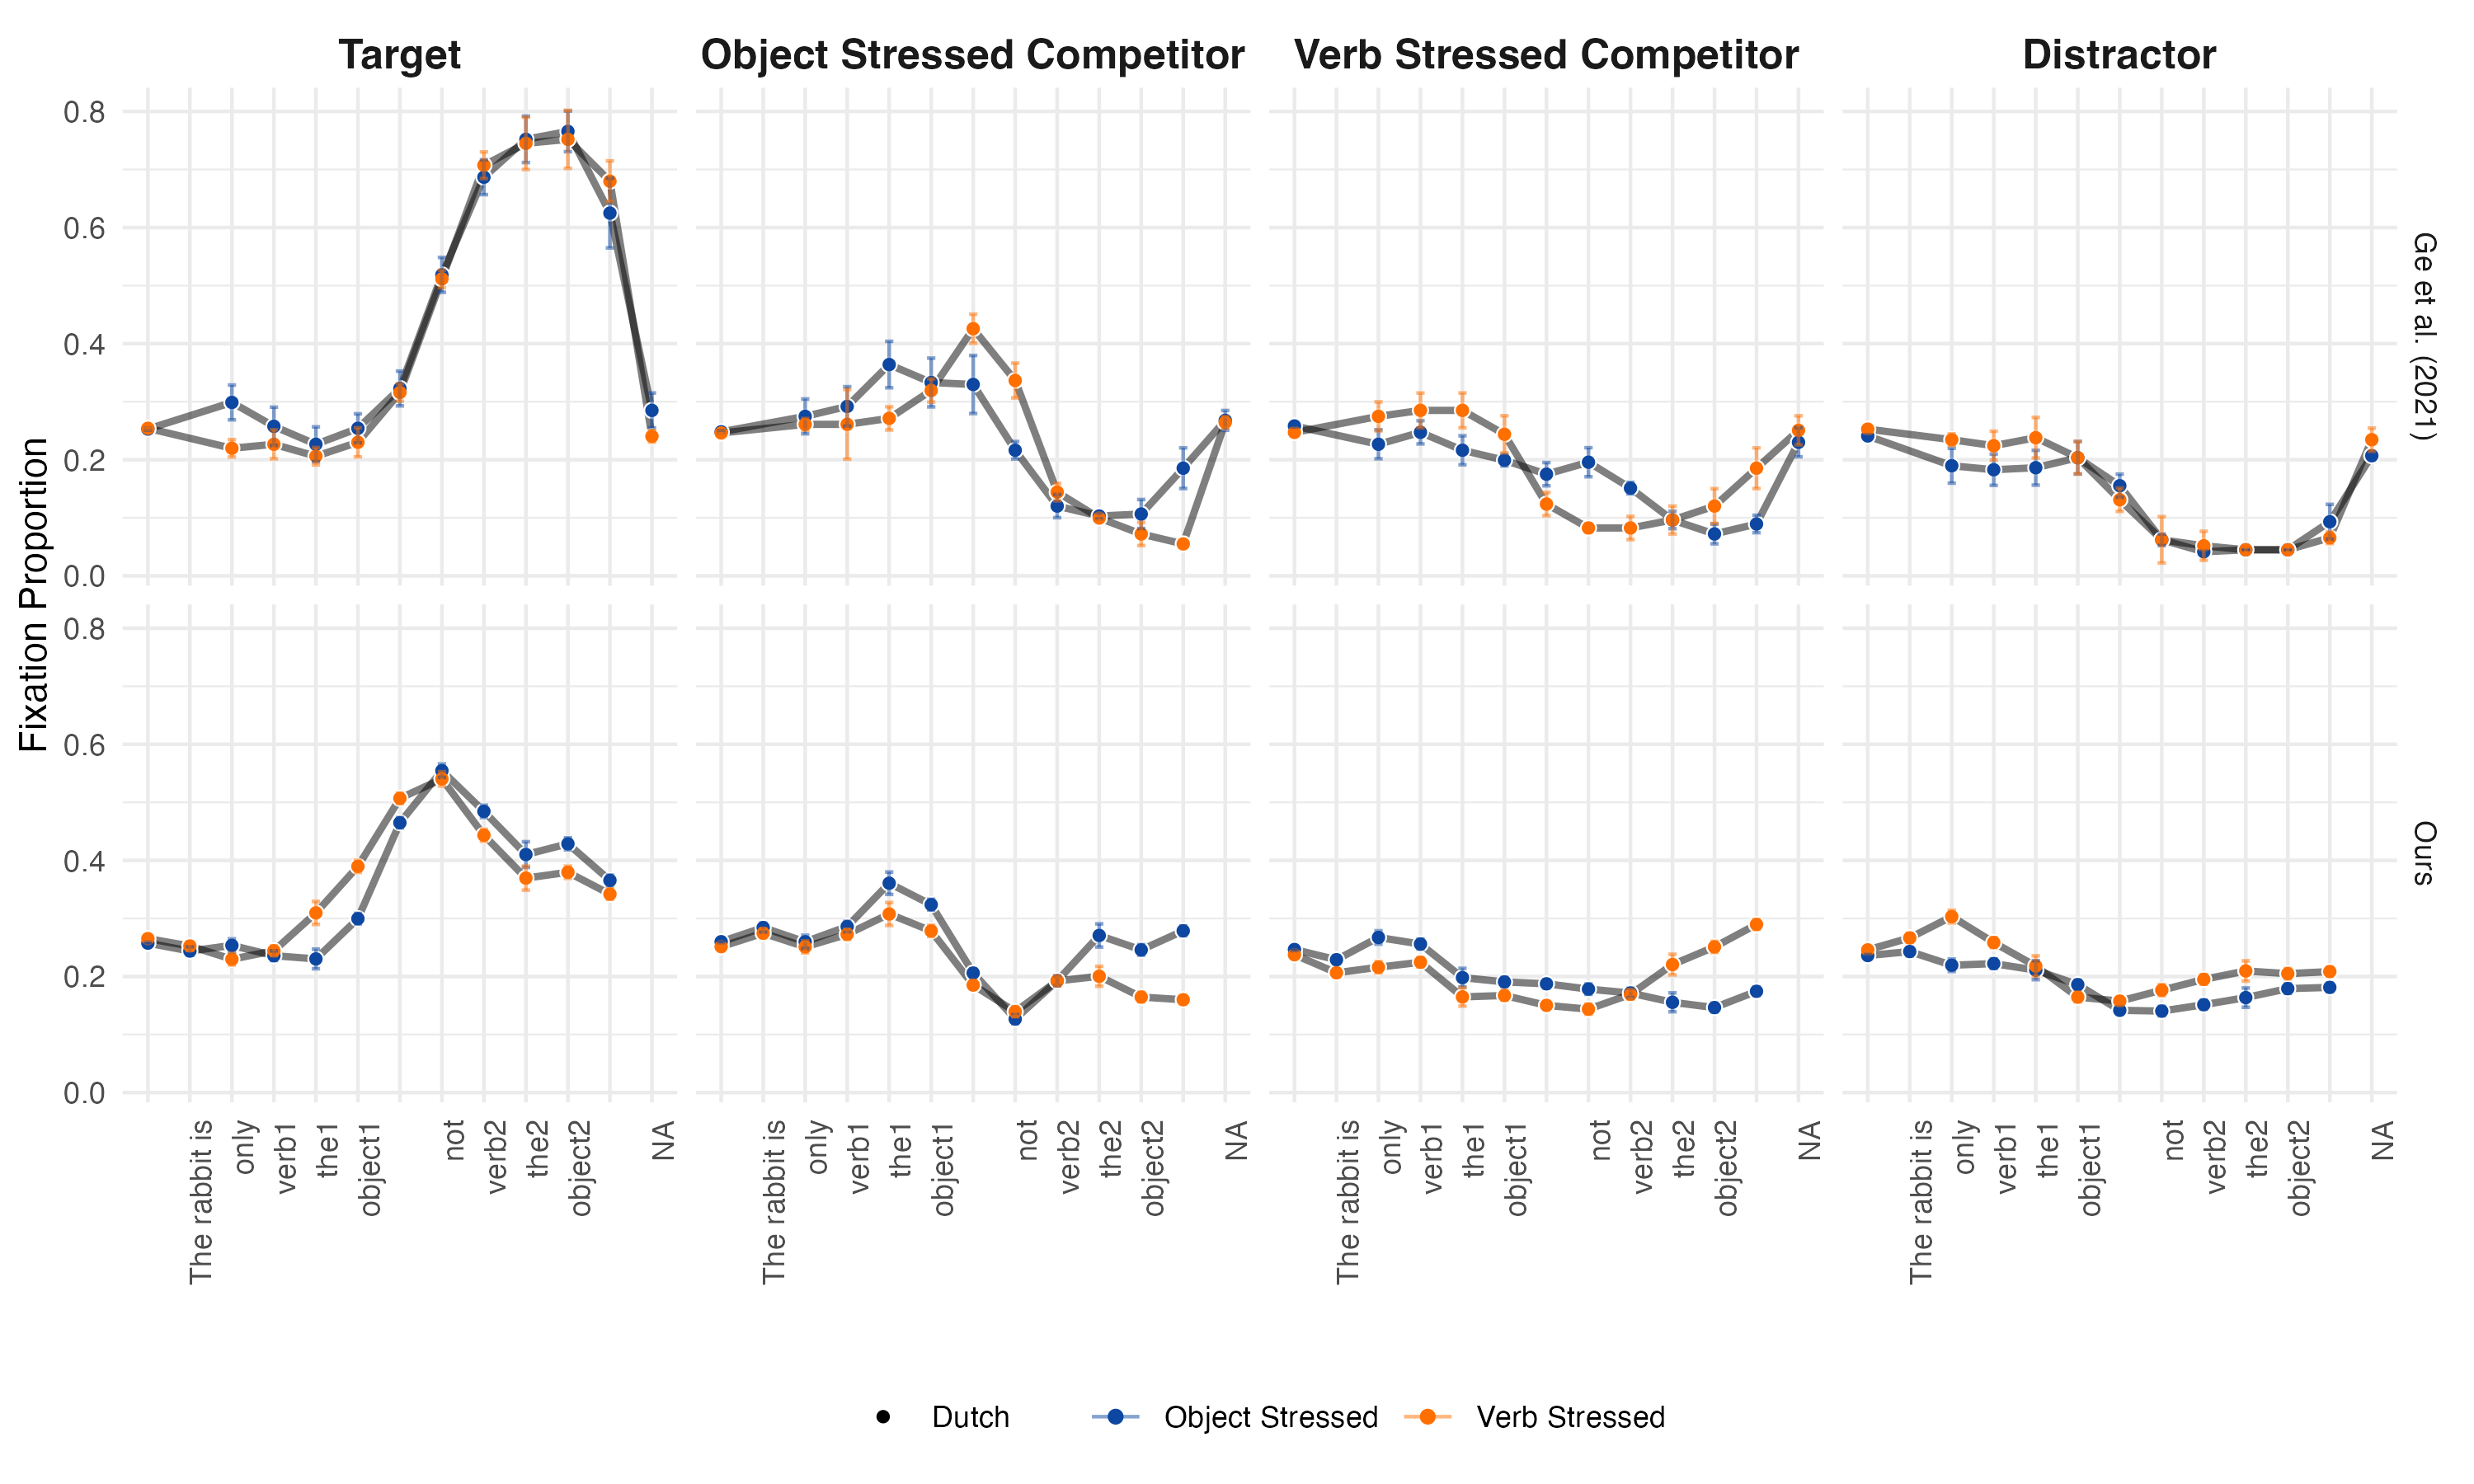 Target
Object Stressed Competitor
Verb Stressed Competitor
Distractor
Fixation Proportion
0.8
0.6
0.4
0.2
0.0
Ge et al. (2021)
0.8
0.6
0.4
0.2
0.0
Ours
The rabbit is
only
verb1
the1
object1
not
verb2
the2
object2
NA
The rabbit is
only
verb1
the1
object1
not
verb2
the2
object2
NA
The rabbit is
only
verb1
the1
object1
not
verb2
the2
object2
NA
The rabbit is
only
verb1
the1
object1
not
verb2
the2
object2
NA
Dutch
Object Stressed
Verb Stressed